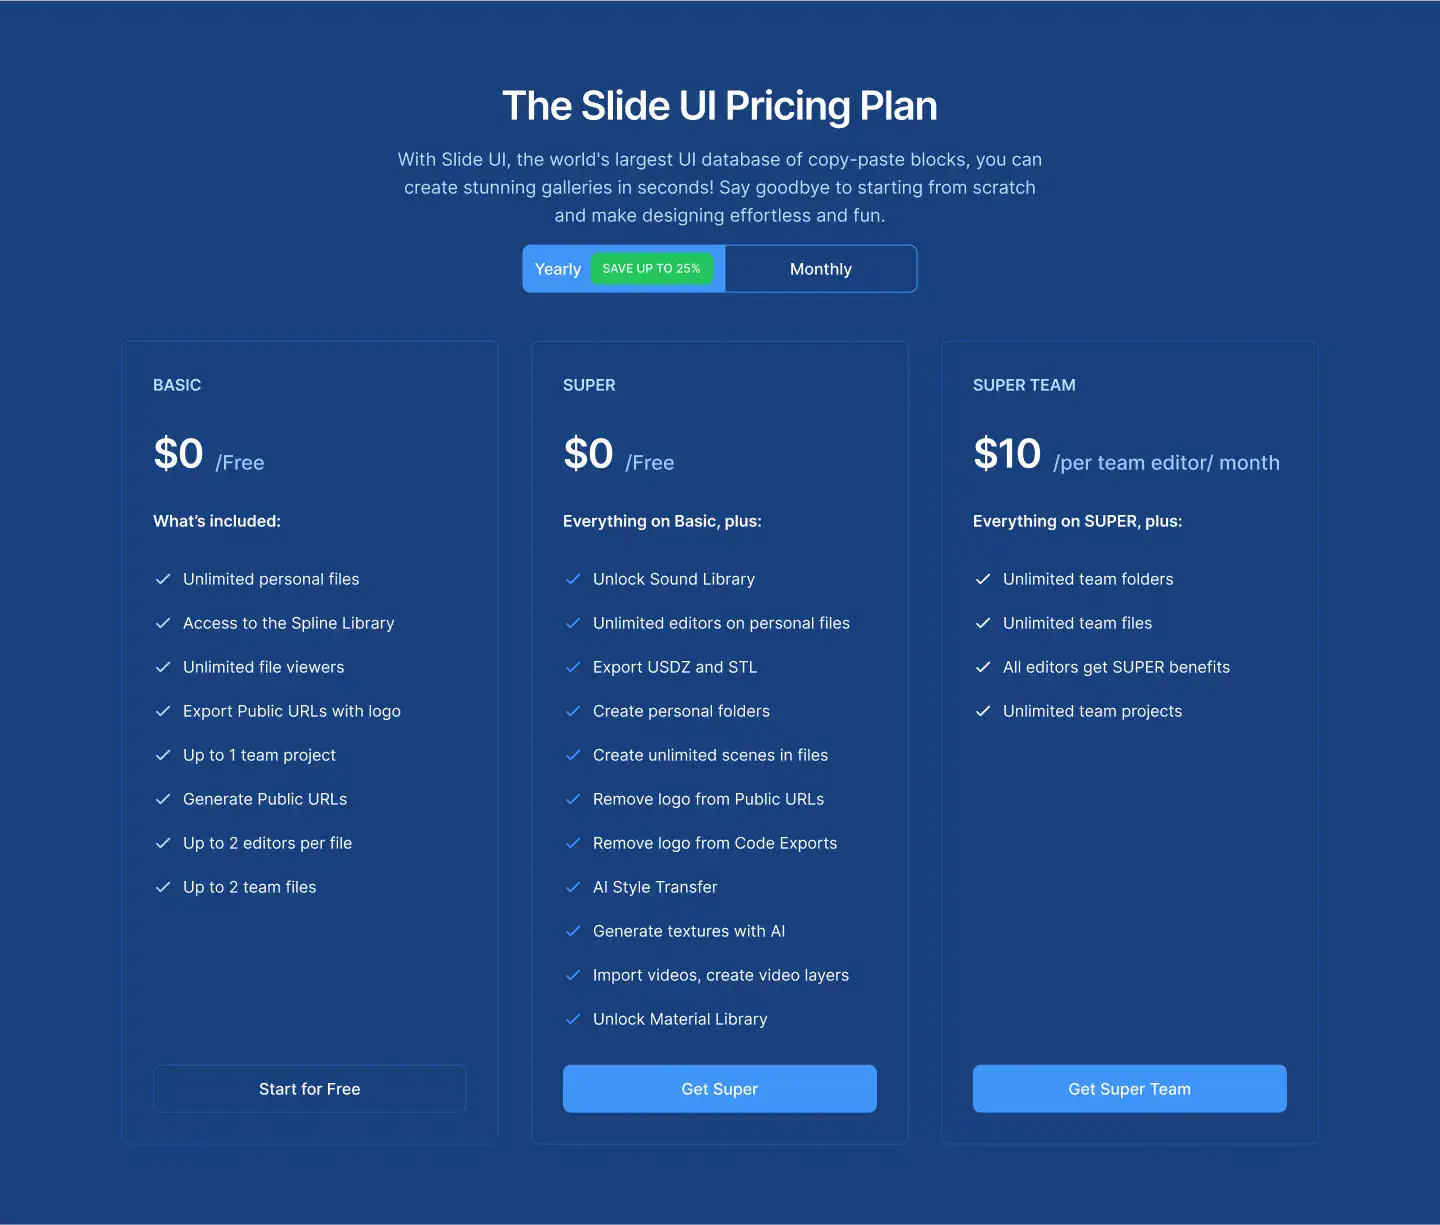 The Slide UI Pricing Plan
With Slide UI, the world's largest UI database of copy-paste blocks, you can
create stunning galleries in seconds! Say goodbye to starting from scratch
and make designing effortless and fun.
Yearly SAVE UP TO 25% Monthly
BASIC
$0 /Free
What's included:
Unlimited personal files
Access to the Spline Library
Unlimited file viewers
Export Public URLs with logo
Up to 1 team project
Generate Public URLs
Up to 2 editors per file
Up to 2 team files
Start for Free
SUPER
$0 /Free
Everything on Basic, plus:
Unlock Sound Library
Unlimited editors on personal files
Export USDZ and STL
Create personal folders
Create unlimited scenes in files
Remove logo from Public URLs
Remove logo from Code Exports
AI Style Transfer
Generate textures with AI
Import videos, create video layers
Unlock Material Library
Get Super
SUPER TEAM
$10 /per team editor/ month
Everything on SUPER, plus:
Unlimited team folders
Unlimited team files
All editors get SUPER benefits
Unlimited team projects
Get Super Team